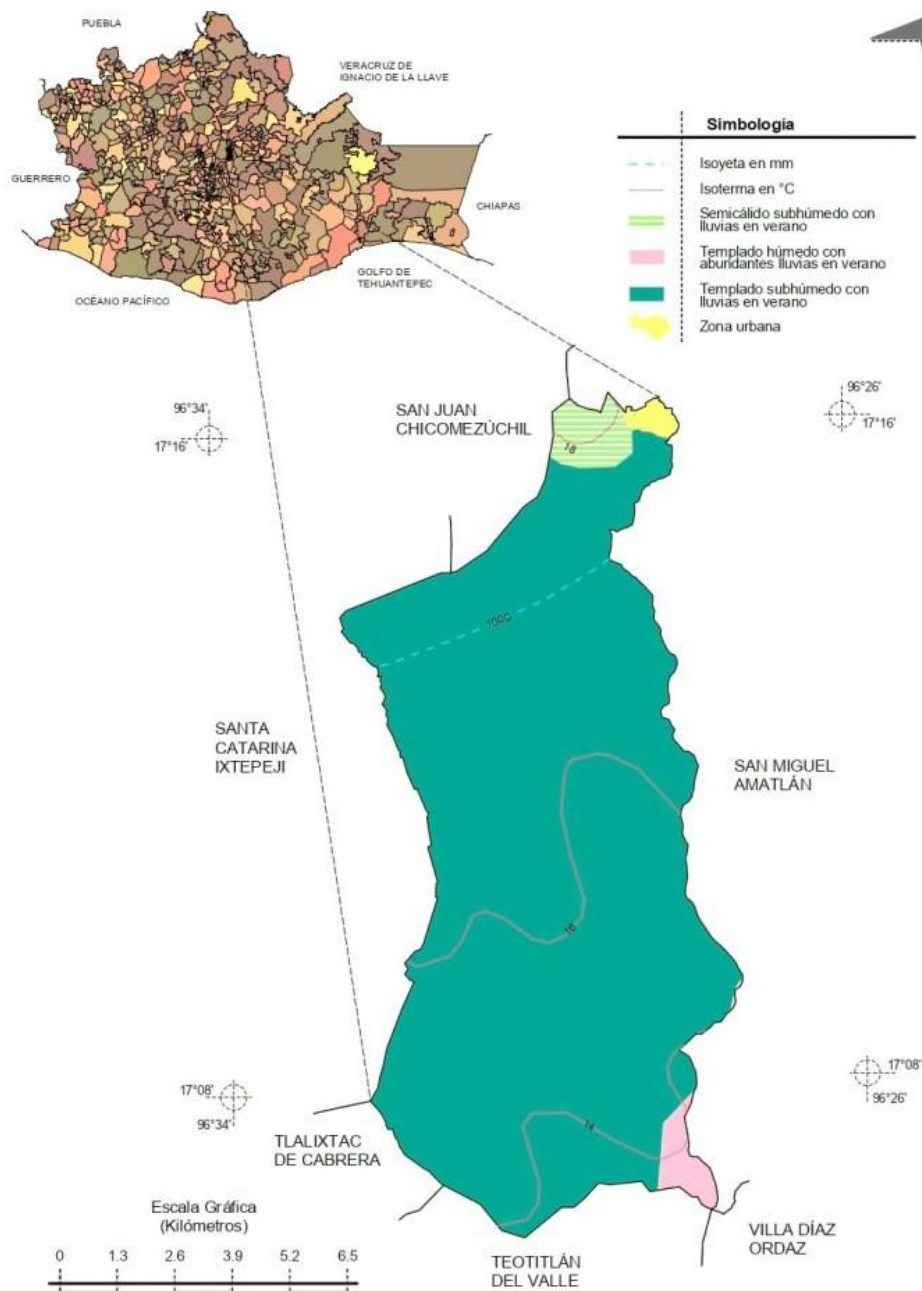 PUEBLA
VERACRUZ DE
IGNACIO DE LA LLAVE
GUERRERO
CHIAPAS
GOLFO DE
TEHUANTEPEC
OCÉANO PACÍFICO
Simbología
Isoyeta en mm
Isoterma en °C
Semicálido subhúmedo con
lluvias en verano
Templado húmedo con
abundantes lluvias en verano
Templado subhúmedo con
lluvias en verano
Zona urbana
96°34'
17°16'
SAN JUAN
CHICOMEZÚCHIL
96°26'
17°16'
18
1000
SANTA
CATARINA
IXTEPEJI
SAN MIGUEL
AMATLÁN
16
17°08'
96°34'
17°08'
96°26'
14
TLALIXTAC
DE CABRERA
Escala Gráfica
(Kilómetros)
0 1.3 2.6 3.9 5.2 6.5
TEOTITLÁN
DEL VALLE
VILLA DÍAZ
ORDAZ